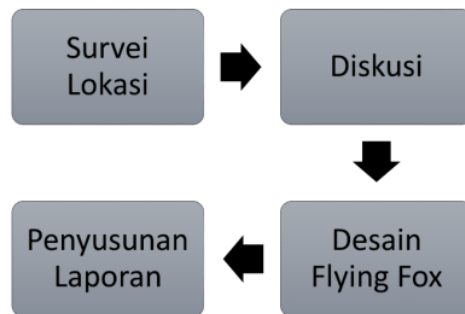 Survei
Lokasi
Diskusi
Desain
Flying Fox
Penyusunan
Laporan